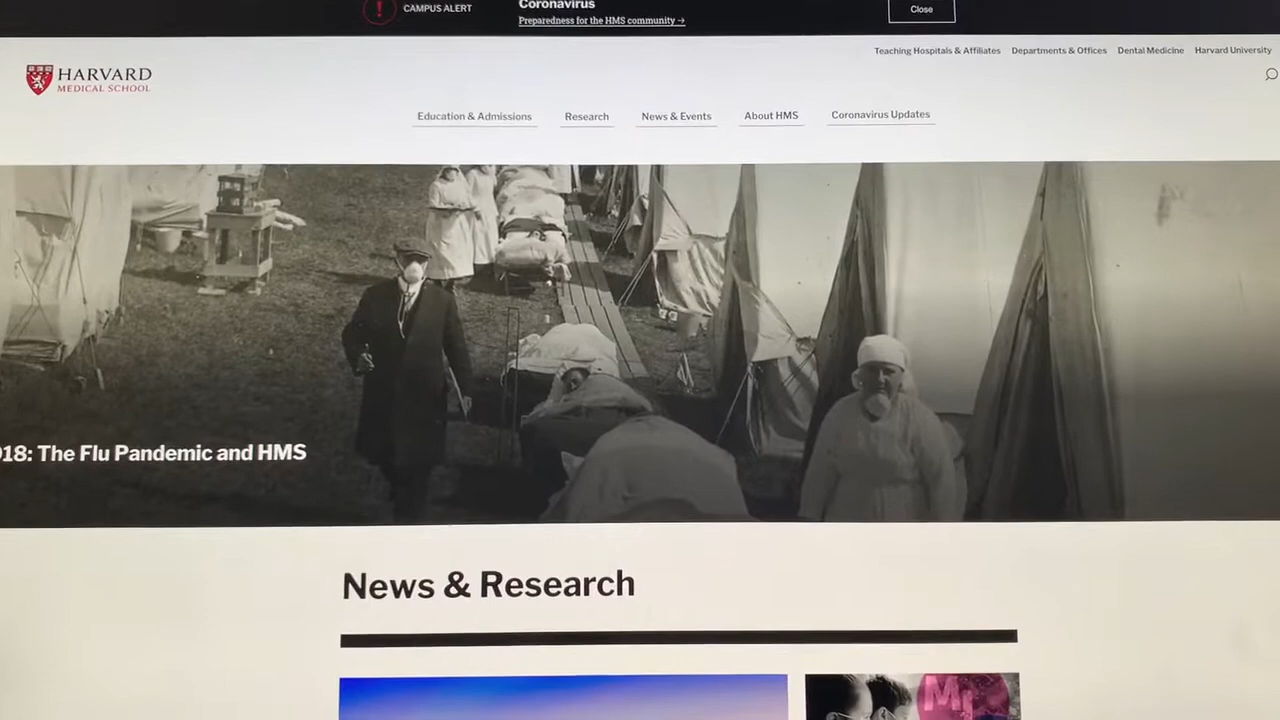 Coronavirus
CAMPUS ALERT
Preparedness for the HMS community →
Close
Teaching Hospitals & Affiliates
Departments & Offices
Dental Medicine
Harvard University
HARVARD
MEDICAL SCHOOL
Education & Admissions
Research
News & Events
About HMS
Coronavirus Updates
18: The Flu Pandemic and HMS
News & Research